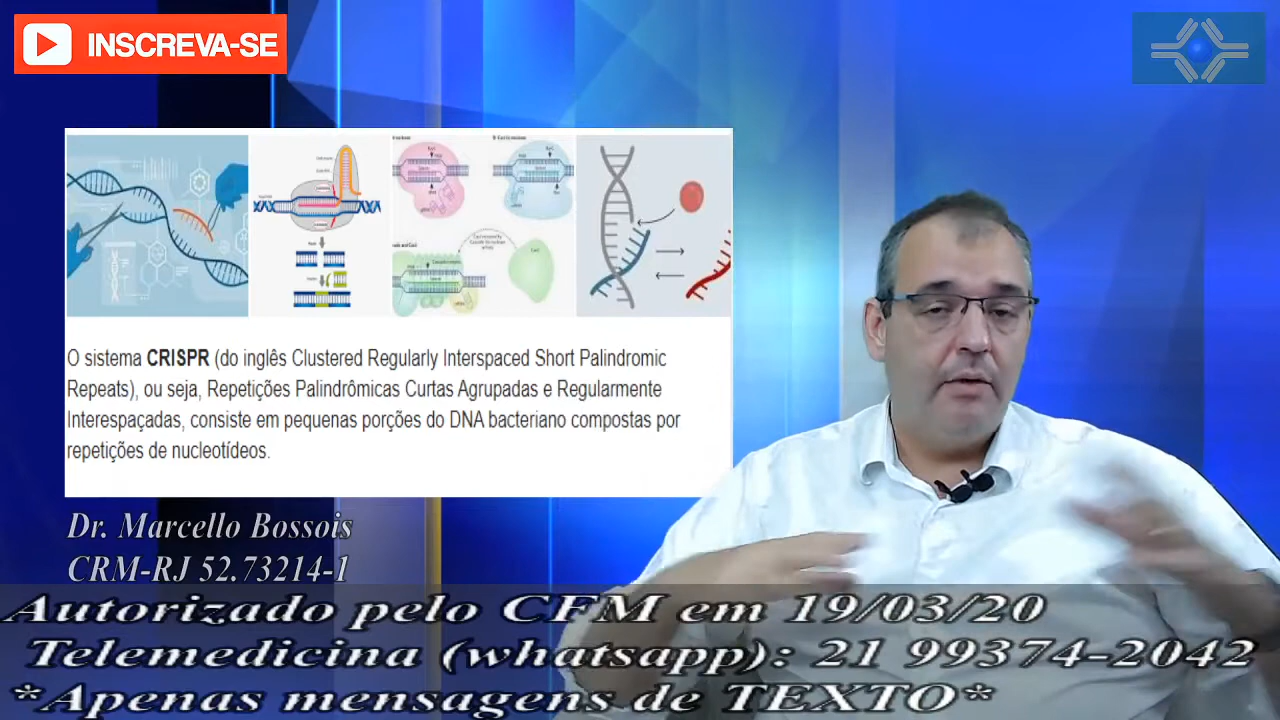 INSCREVA-SE
O sistema CRISPR (do inglês Clustered Regularly Interspaced Short Palindromic
Repeats), ou seja, Repetições Palindrômicas Curtas Agrupadas e Regularmente
Interespaçadas, consiste em pequenas porções do DNA bacteriano compostas por
repetições de nucleotídeos.
Dr. Marcello Bossois
CRM-RJ 52.73214-1
Autorizado pelo CFM em 19/03/20
Telemedicina (whatsapp): 21 99374-2042
*Apenas mensagens de TEXTO*